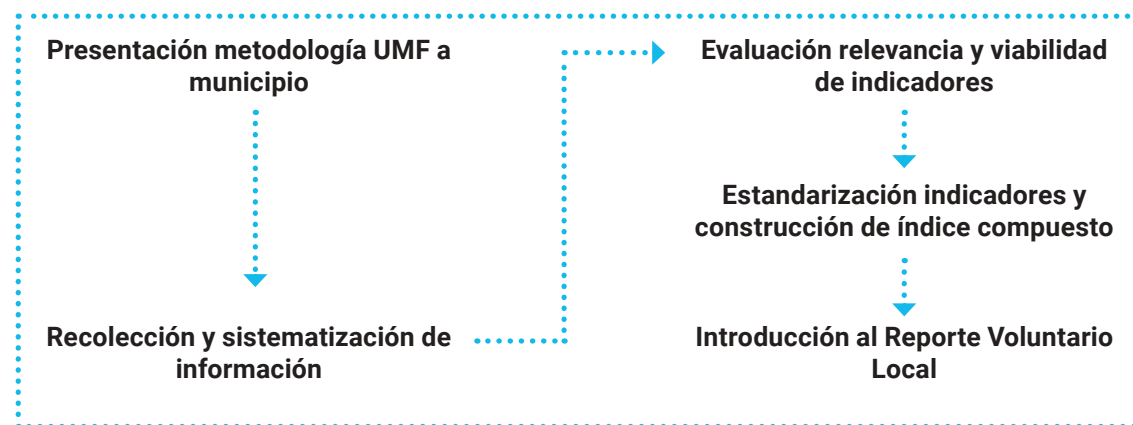 Presentación metodología UMF a
municipio
Recolección y sistematización de
información
Evaluación relevancia y viabilidad
de indicadores
Estandarización indicadores y
construcción de índice compuesto
Introducción al Reporte Voluntario
Local